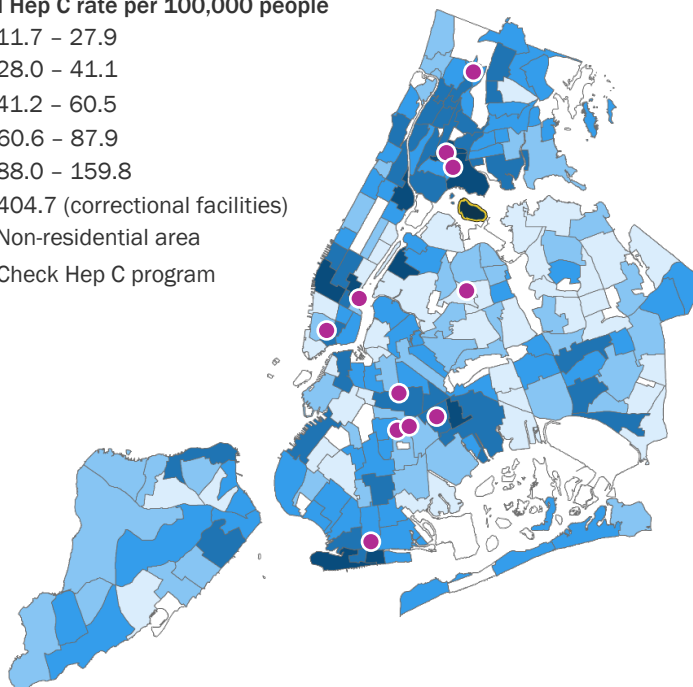 Hep C rate per 100,000 people
11.7 – 27.9
28.0 – 41.1
41.2 – 60.5
60.6 – 87.9
88.0 – 159.8
404.7 (correctional facilities)
Non-residential area
Check Hep C program